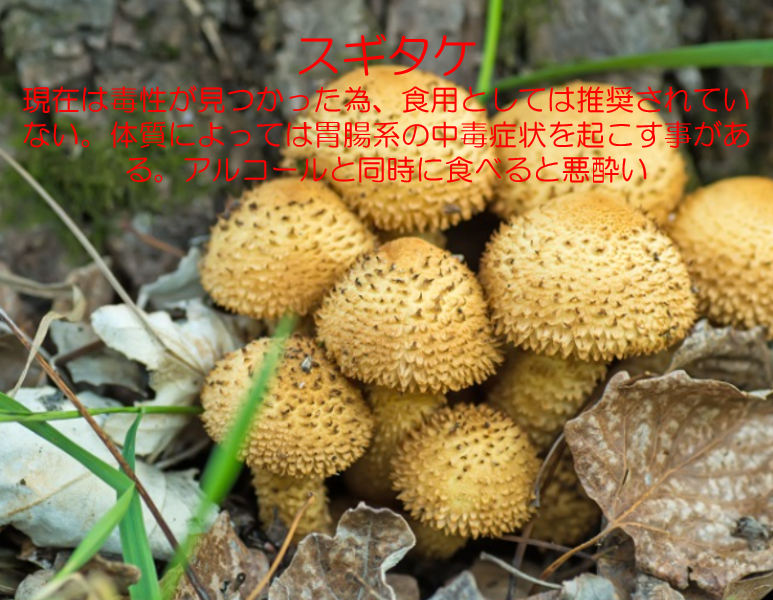 スギタケ
現在は毒性が見つかった為、食用としては推奨されてい
ない。体質によっては胃腸系の中毒症状を起こす事があ
る。アルコールと同時に食べると悪酔い